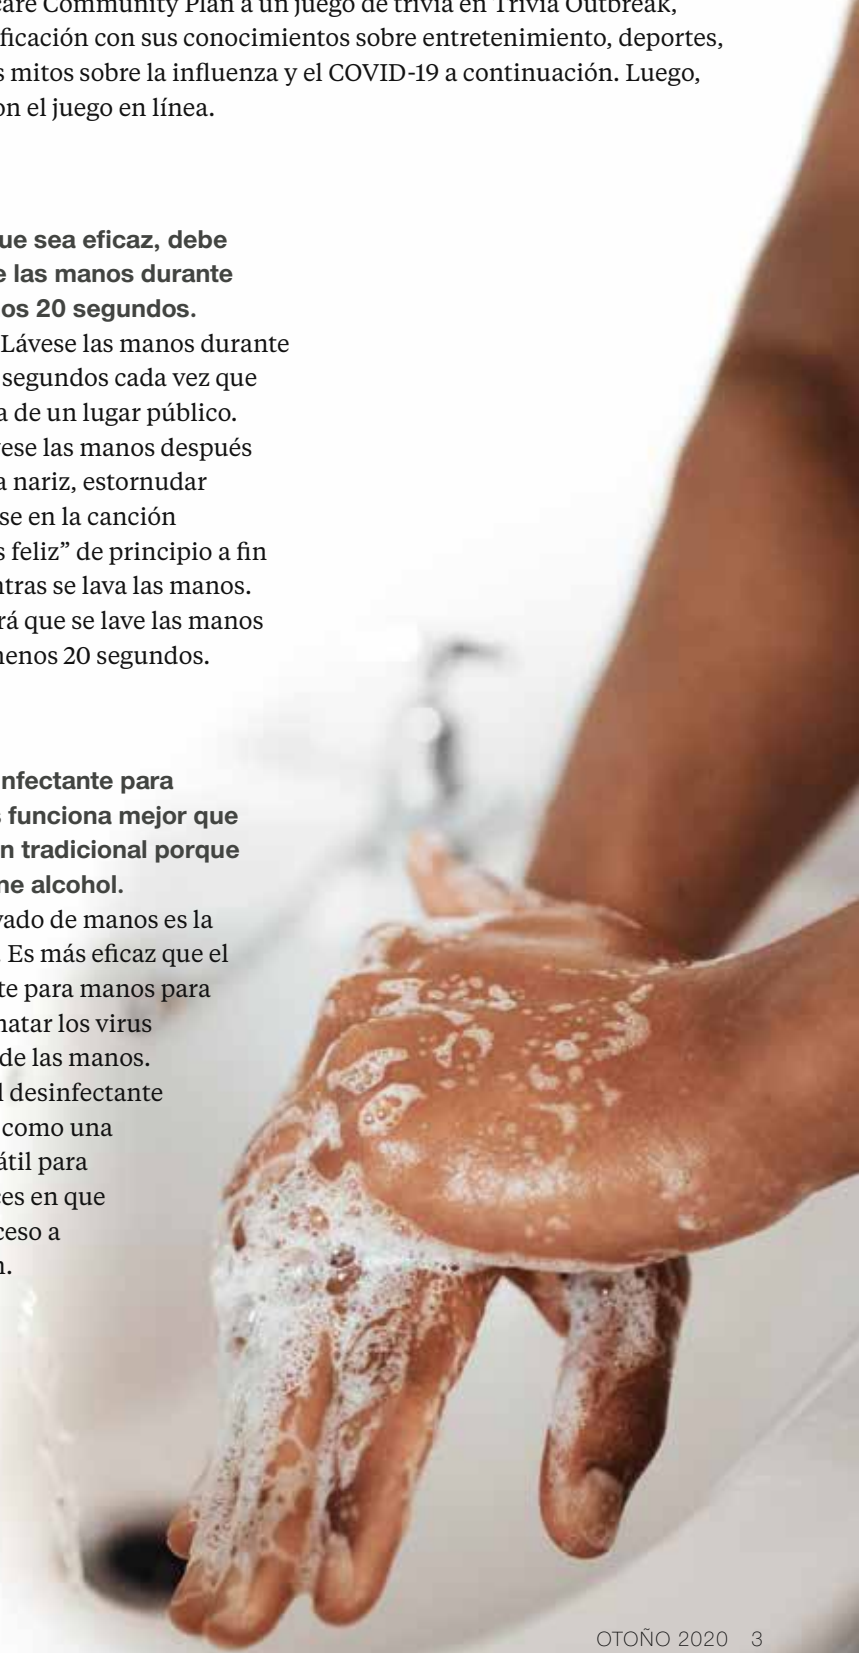 care Community Plan a un juego de trivia en Trivia Outbreak,
ficación con sus conocimientos sobre entretenimiento, deportes,
s mitos sobre la influenza y el COVID-19 a continuación. Luego,
on el juego en línea.
ue sea eficaz, debe
e las manos durante
os 20 segundos.
Lávese las manos durante
segundos cada vez que
a de un lugar público.
vese las manos después
a nariz, estornudar
se en la canción
s feliz” de principio a fin
ntras se lava las manos.
rá que se lave las manos
menos 20 segundos.
infectante para
s funciona mejor que
n tradicional porque
ne alcohol.
vado de manos es la
. Es más eficaz que el
te para manos para
matar los virus
de las manos.
l desinfectante
como una
átil para
ces en que
ceso a
n.
OTOÑO 2020 3